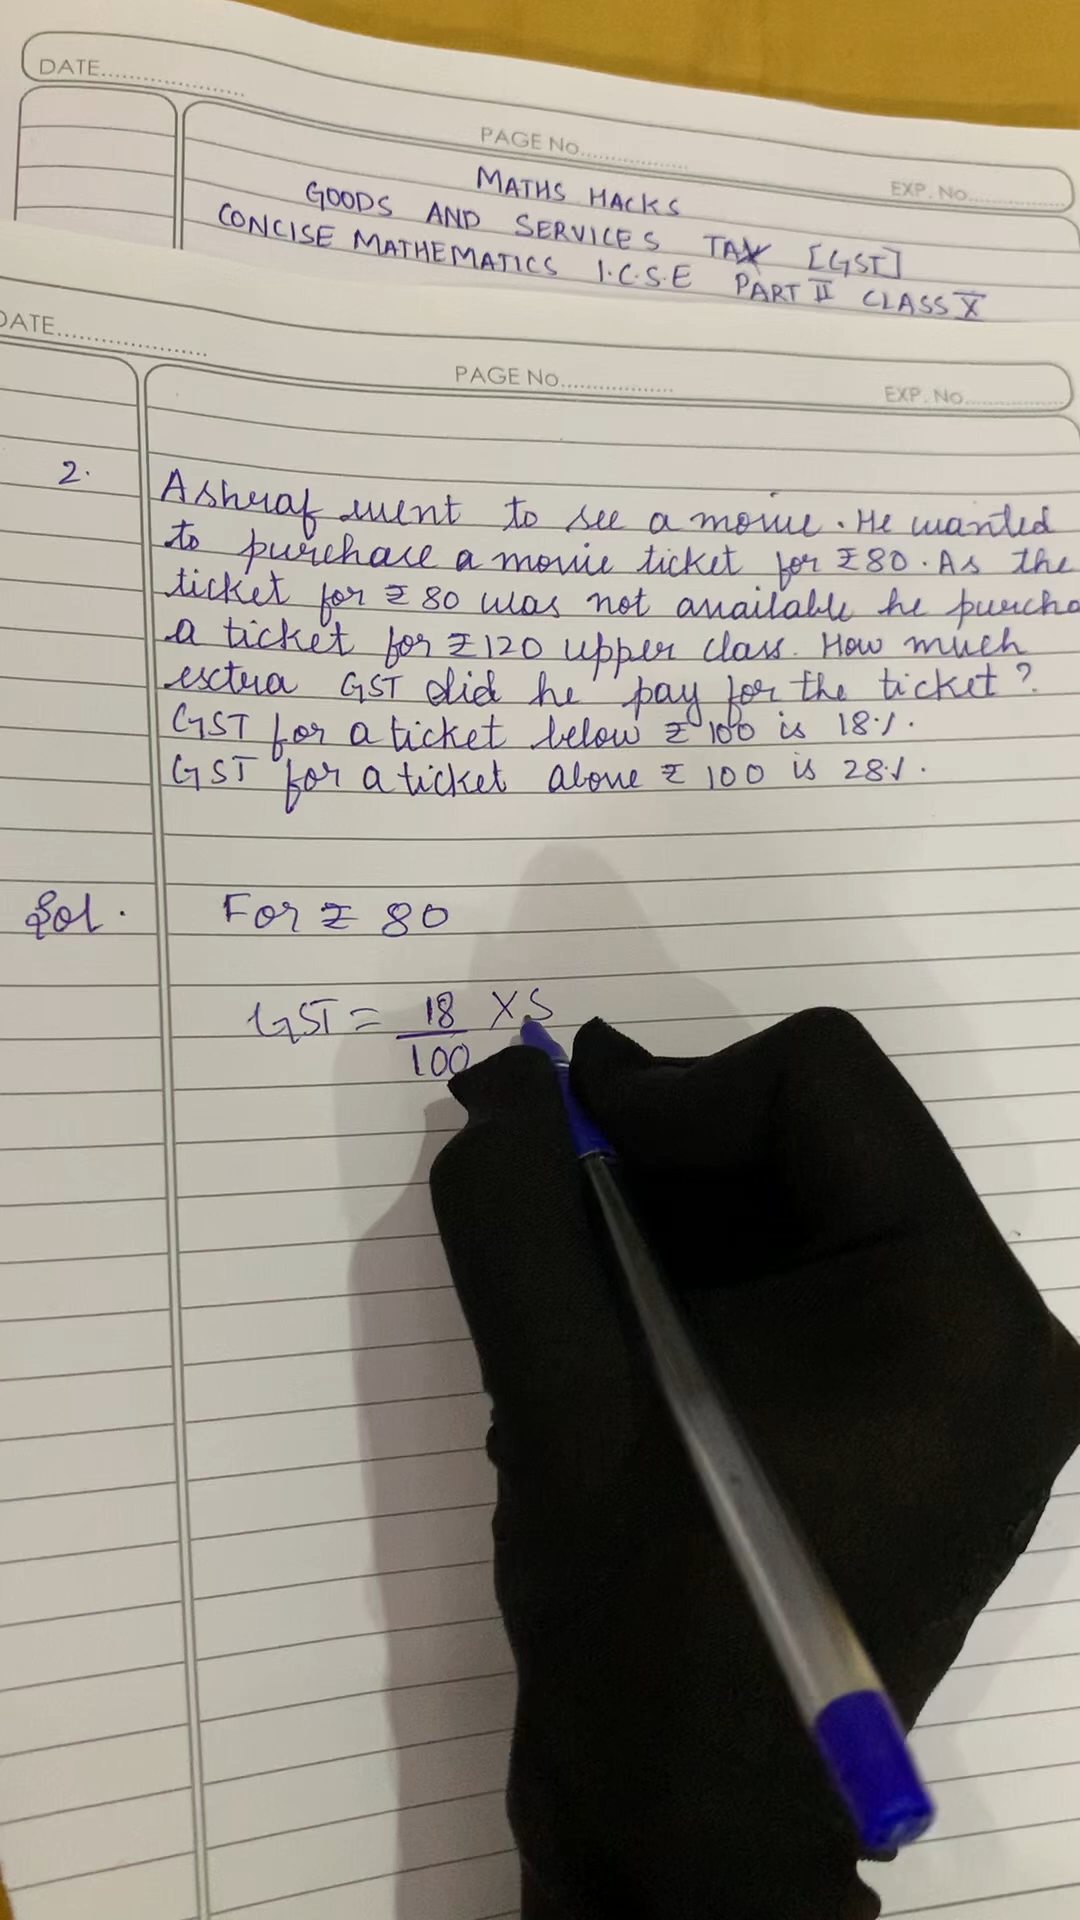 DATE
PAGE No.
EXP. No.
MATHS HACKS
GOODS AND SERVICES TAX [GST]
CONCISE MATHEMATICS I.C.S.E PART II CLASS X
DATE
PAGE No.
EXP. No.
2. Ashraf went to see a movie. He wanted
to purchase a movie ticket for ₹80. As the
ticket for ₹80 was not available he purcha
a ticket for ₹120 upper class. How much
extra GST did he pay for the ticket?
GST for a ticket below ₹100 is 18%.
GST for a ticket above ₹100 is 28%.
Sol. For ₹ 80
GST = 18/100 × S